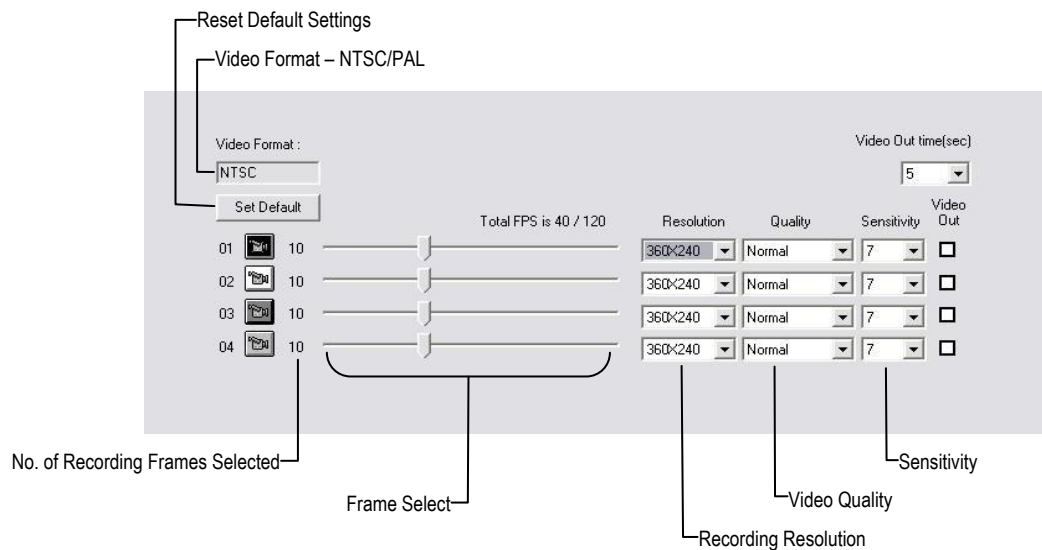 Reset Default Settings
Video Format – NTSC/PAL
Video Format :
Video Out time(sec)
NTSC
5
Set Default
Total FPS is 40 / 120
Resolution
Quality
Sensitivity
Video Out
01 10 360X240 Normal 7
02 10 360X240 Normal 7
03 10 360X240 Normal 7
04 10 360X240 Normal 7
No. of Recording Frames Selected
Sensitivity
Frame Select
Video Quality
Recording Resolution